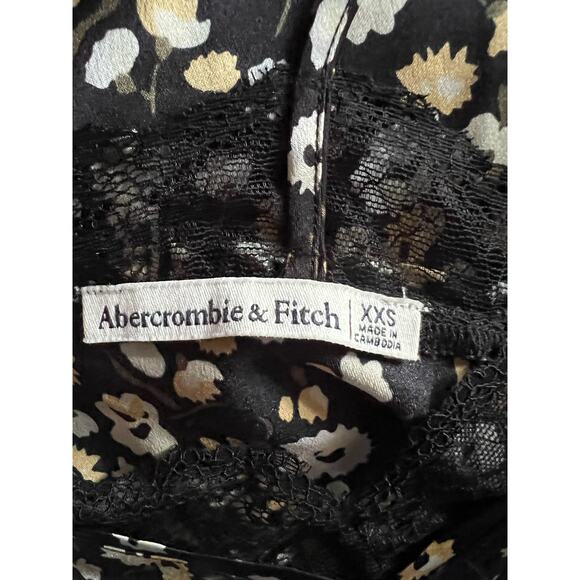 Abercrombie & Fitch
XXS
MADE IN
CAMBODIA